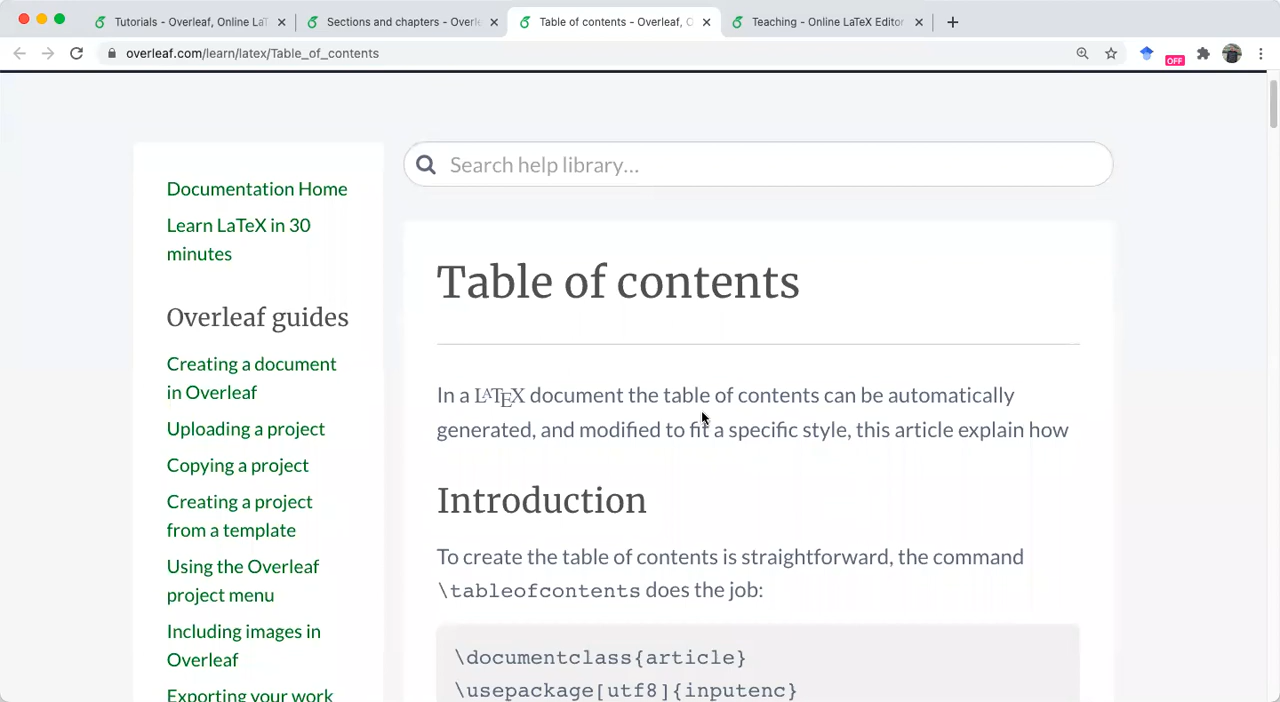 Tutorials - Overleaf, Online LaT
Sections and chapters - Overle
Table of contents - Overleaf, O
Teaching - Online LaTeX Editor
overleaf.com/learn/latex/Table_of_contents
OFF
Search help library...
Documentation Home
Learn LaTeX in 30
minutes
Overleaf guides
Creating a document
in Overleaf
Uploading a project
Copying a project
Creating a project
from a template
Using the Overleaf
project menu
Including images in
Overleaf
Exporting your work
Table of contents
In a LATEX document the table of contents can be automatically
generated, and modified to fit a specific style, this article explain how
Introduction
To create the table of contents is straightforward, the command
\tableofcontents does the job:
\documentclass{article}
\usepackage[utf8]{inputenc}